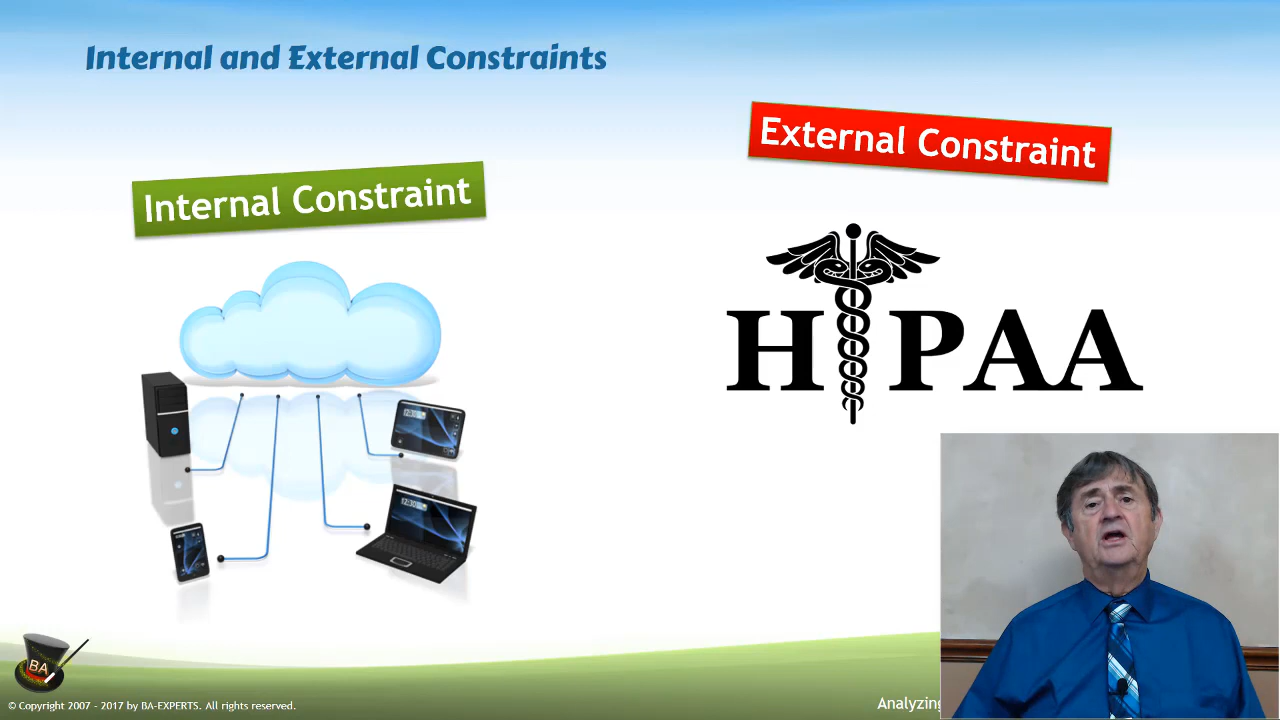 Internal and External Constraints
External Constraint
Internal Constraint
HIPAA
BA
© Copyright 2007 - 2017 by BA-EXPERTS. All rights reserved.
Analyzing